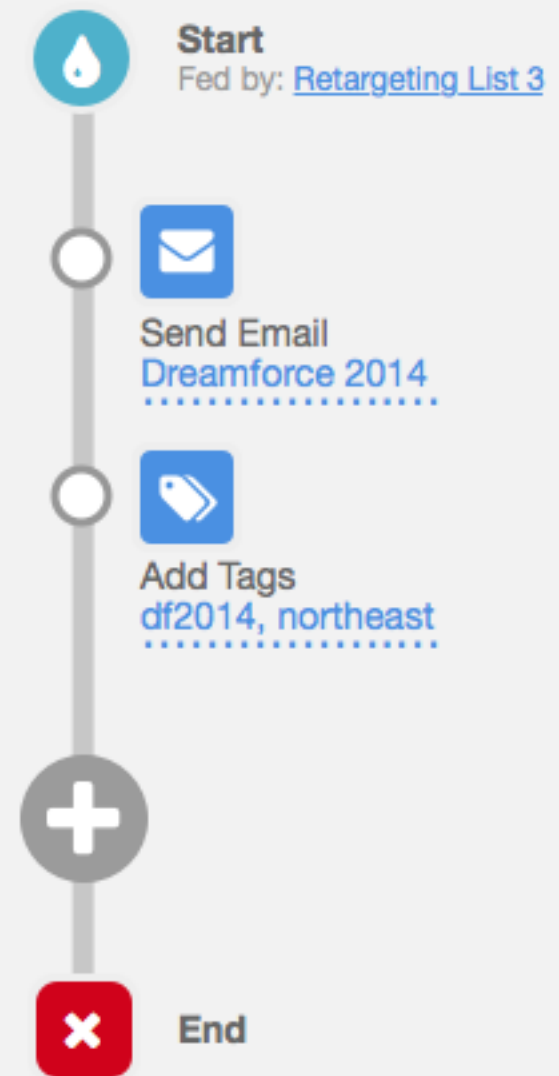 Start
Fed by: Retargeting List 3
Send Email
Dreamforce 2014
Add Tags
df2014, northeast
End